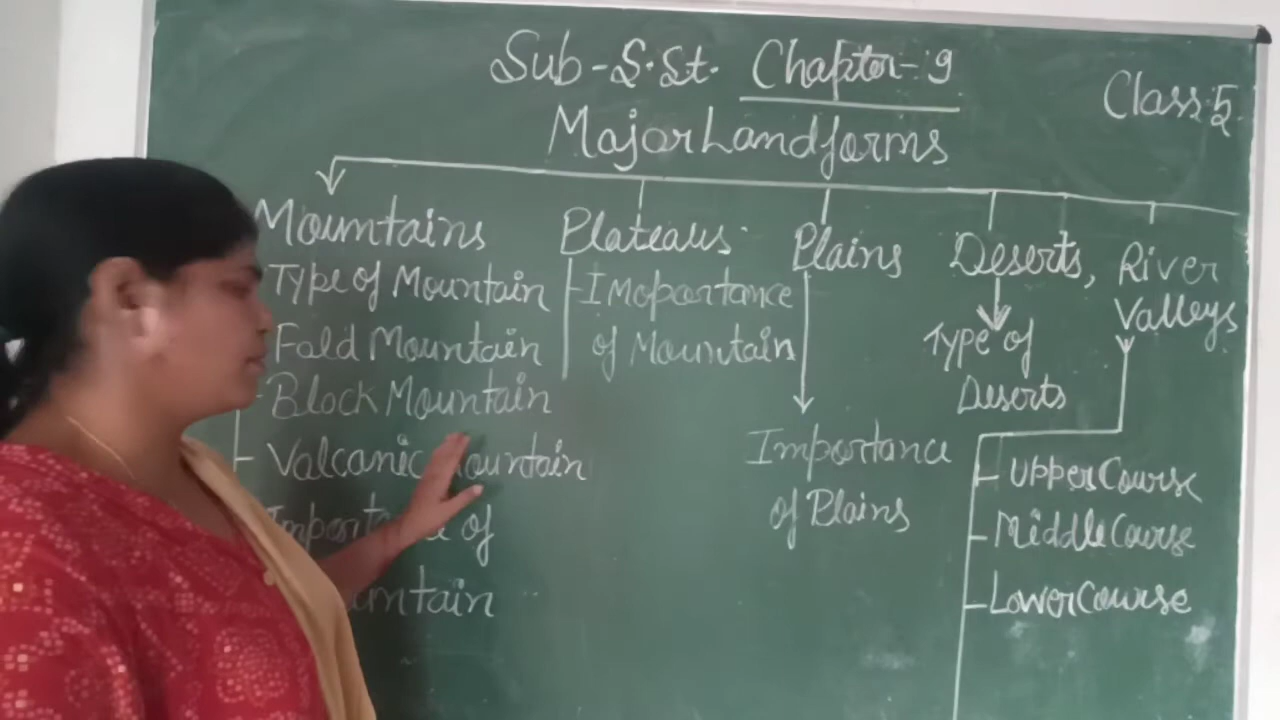 Sub-S.St. Chapter-9
Class:5
Major Landforms
Mountains
Type of Mountain
Fold Mountain
Block Mountain
Volcanic Mountain
Importance of
Mountain
Plateaus
Imoportance
of Mountain
Plains
Importance
of Plains
Deserts,
Type of
Deserts
River
Valleys
Upper Course
Middle Course
Lower Course